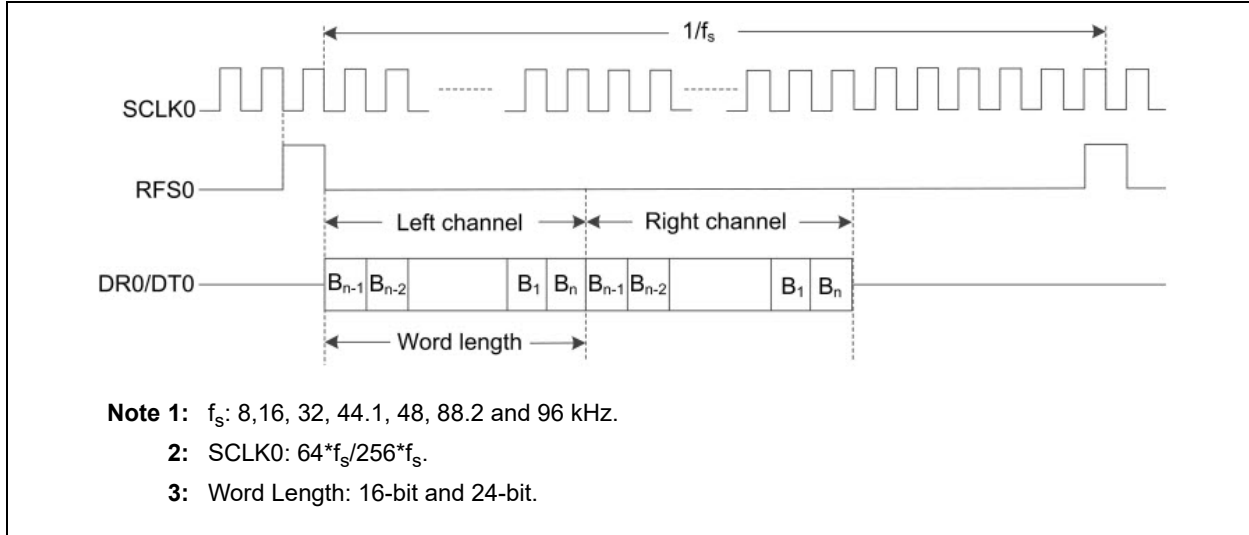 1/fs
SCLK0
RFS0
Left channel Right channel
DR0/DT0 Bn-1 Bn-2 B1 Bn Bn-1 Bn-2 B1 Bn
Word length
Note 1: fs: 8,16, 32, 44.1, 48, 88.2 and 96 kHz.
2: SCLK0: 64*fs/256*fs.
3: Word Length: 16-bit and 24-bit.